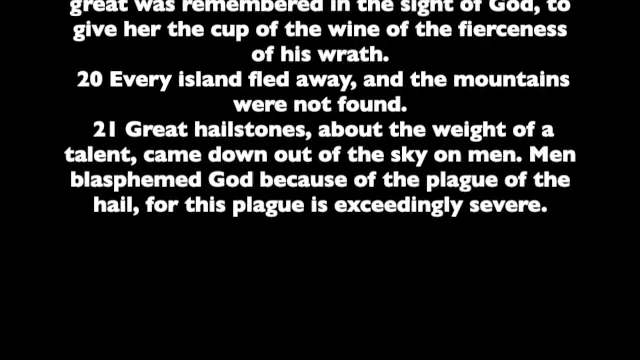 great was remembered in the sight of God, to
give her the cup of the wine of the fierceness
of his wrath.
20 Every island fled away, and the mountains
were not found.
21 Great hailstones, about the weight of a
talent, came down out of the sky on men. Men
blasphemed God because of the plague of the
hail, for this plague is exceedingly severe.